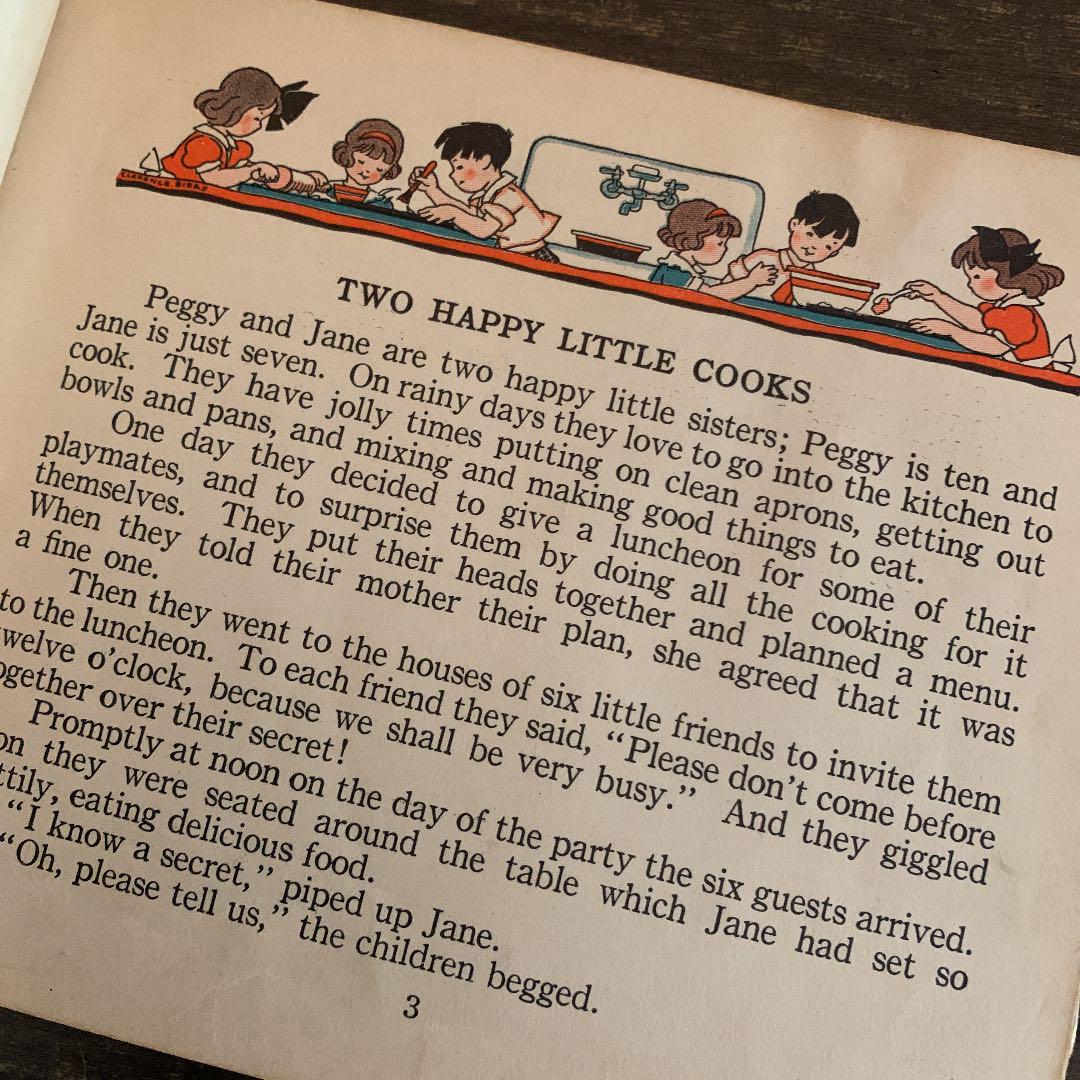 CLARENCE BIERS
TWO HAPPY LITTLE COOKS
Peggy and Jane are two happy little sisters; Peggy is ten and
Jane is just seven. On rainy days they love to go into the kitchen to
cook. They have jolly times putting on clean aprons, getting out
bowls and pans, and mixing and making good things to eat.
One day they decided to give a luncheon for some of their
playmates, and to surprise them by doing all the cooking for it
themselves. They put their heads together and planned a menu.
When they told their mother their plan, she agreed that it was
a fine one.
Then they went to the houses of six little friends to invite them
to the luncheon. To each friend they said, “Please don’t come before
welve o’clock, because we shall be very busy.” And they giggled
ogether over their secret!
Promptly at noon on the day of the party the six guests arrived.
on they were seated around the table which Jane had set so
ttily, eating delicious food.
“I know a secret,” piped up Jane.
“Oh, please tell us,” the children begged.
3